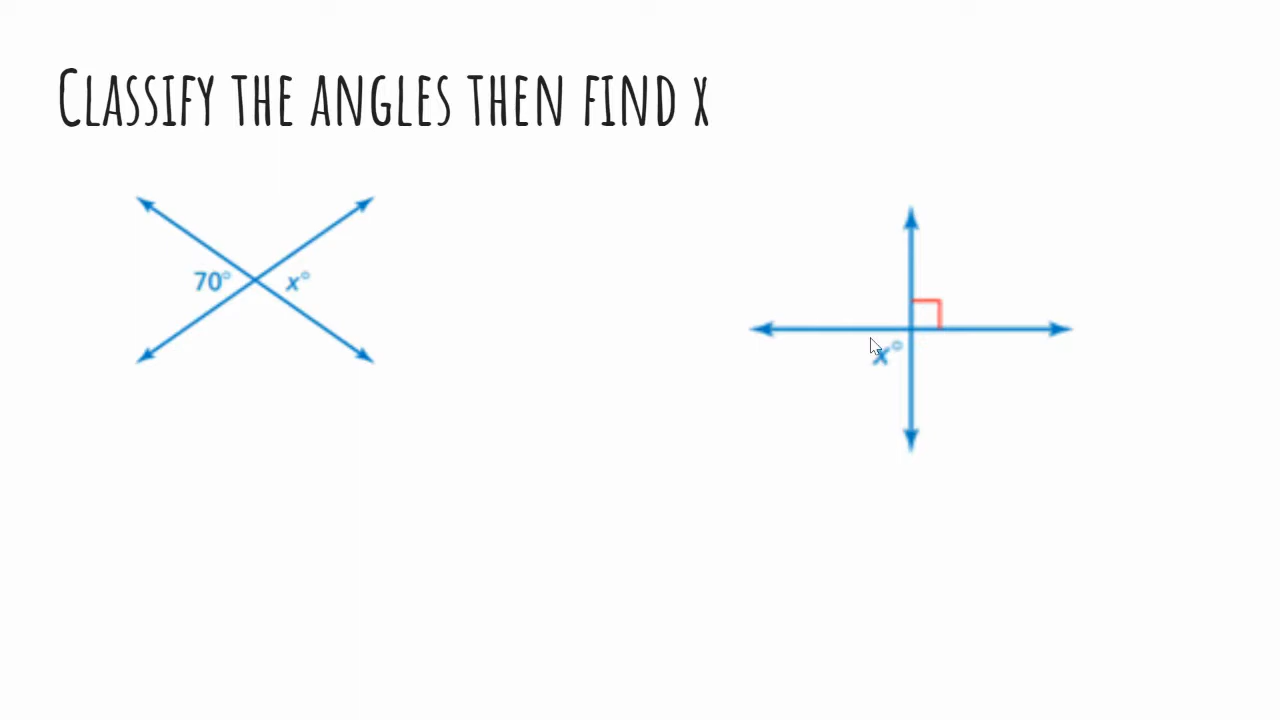 Classify the angles then find x
70° x°
x°